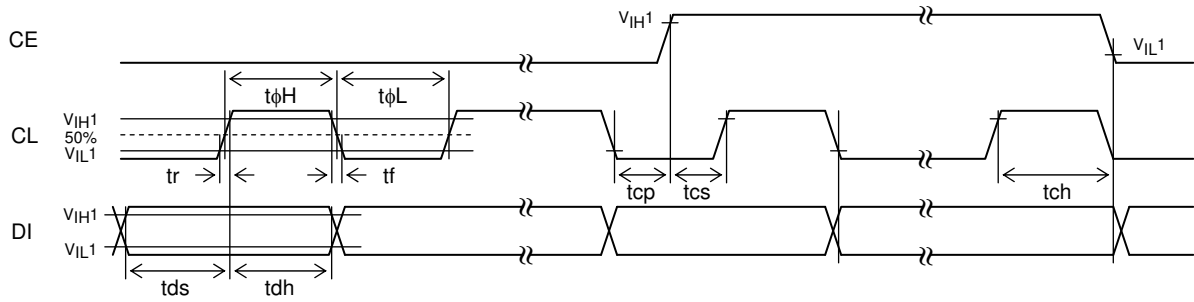 CE
VIH1
VIL1
tϕH
tϕL
CL
VIH1
50%
VIL1
tr
tf
tcp
tcs
tch
DI
VIH1
VIL1
tds
tdh